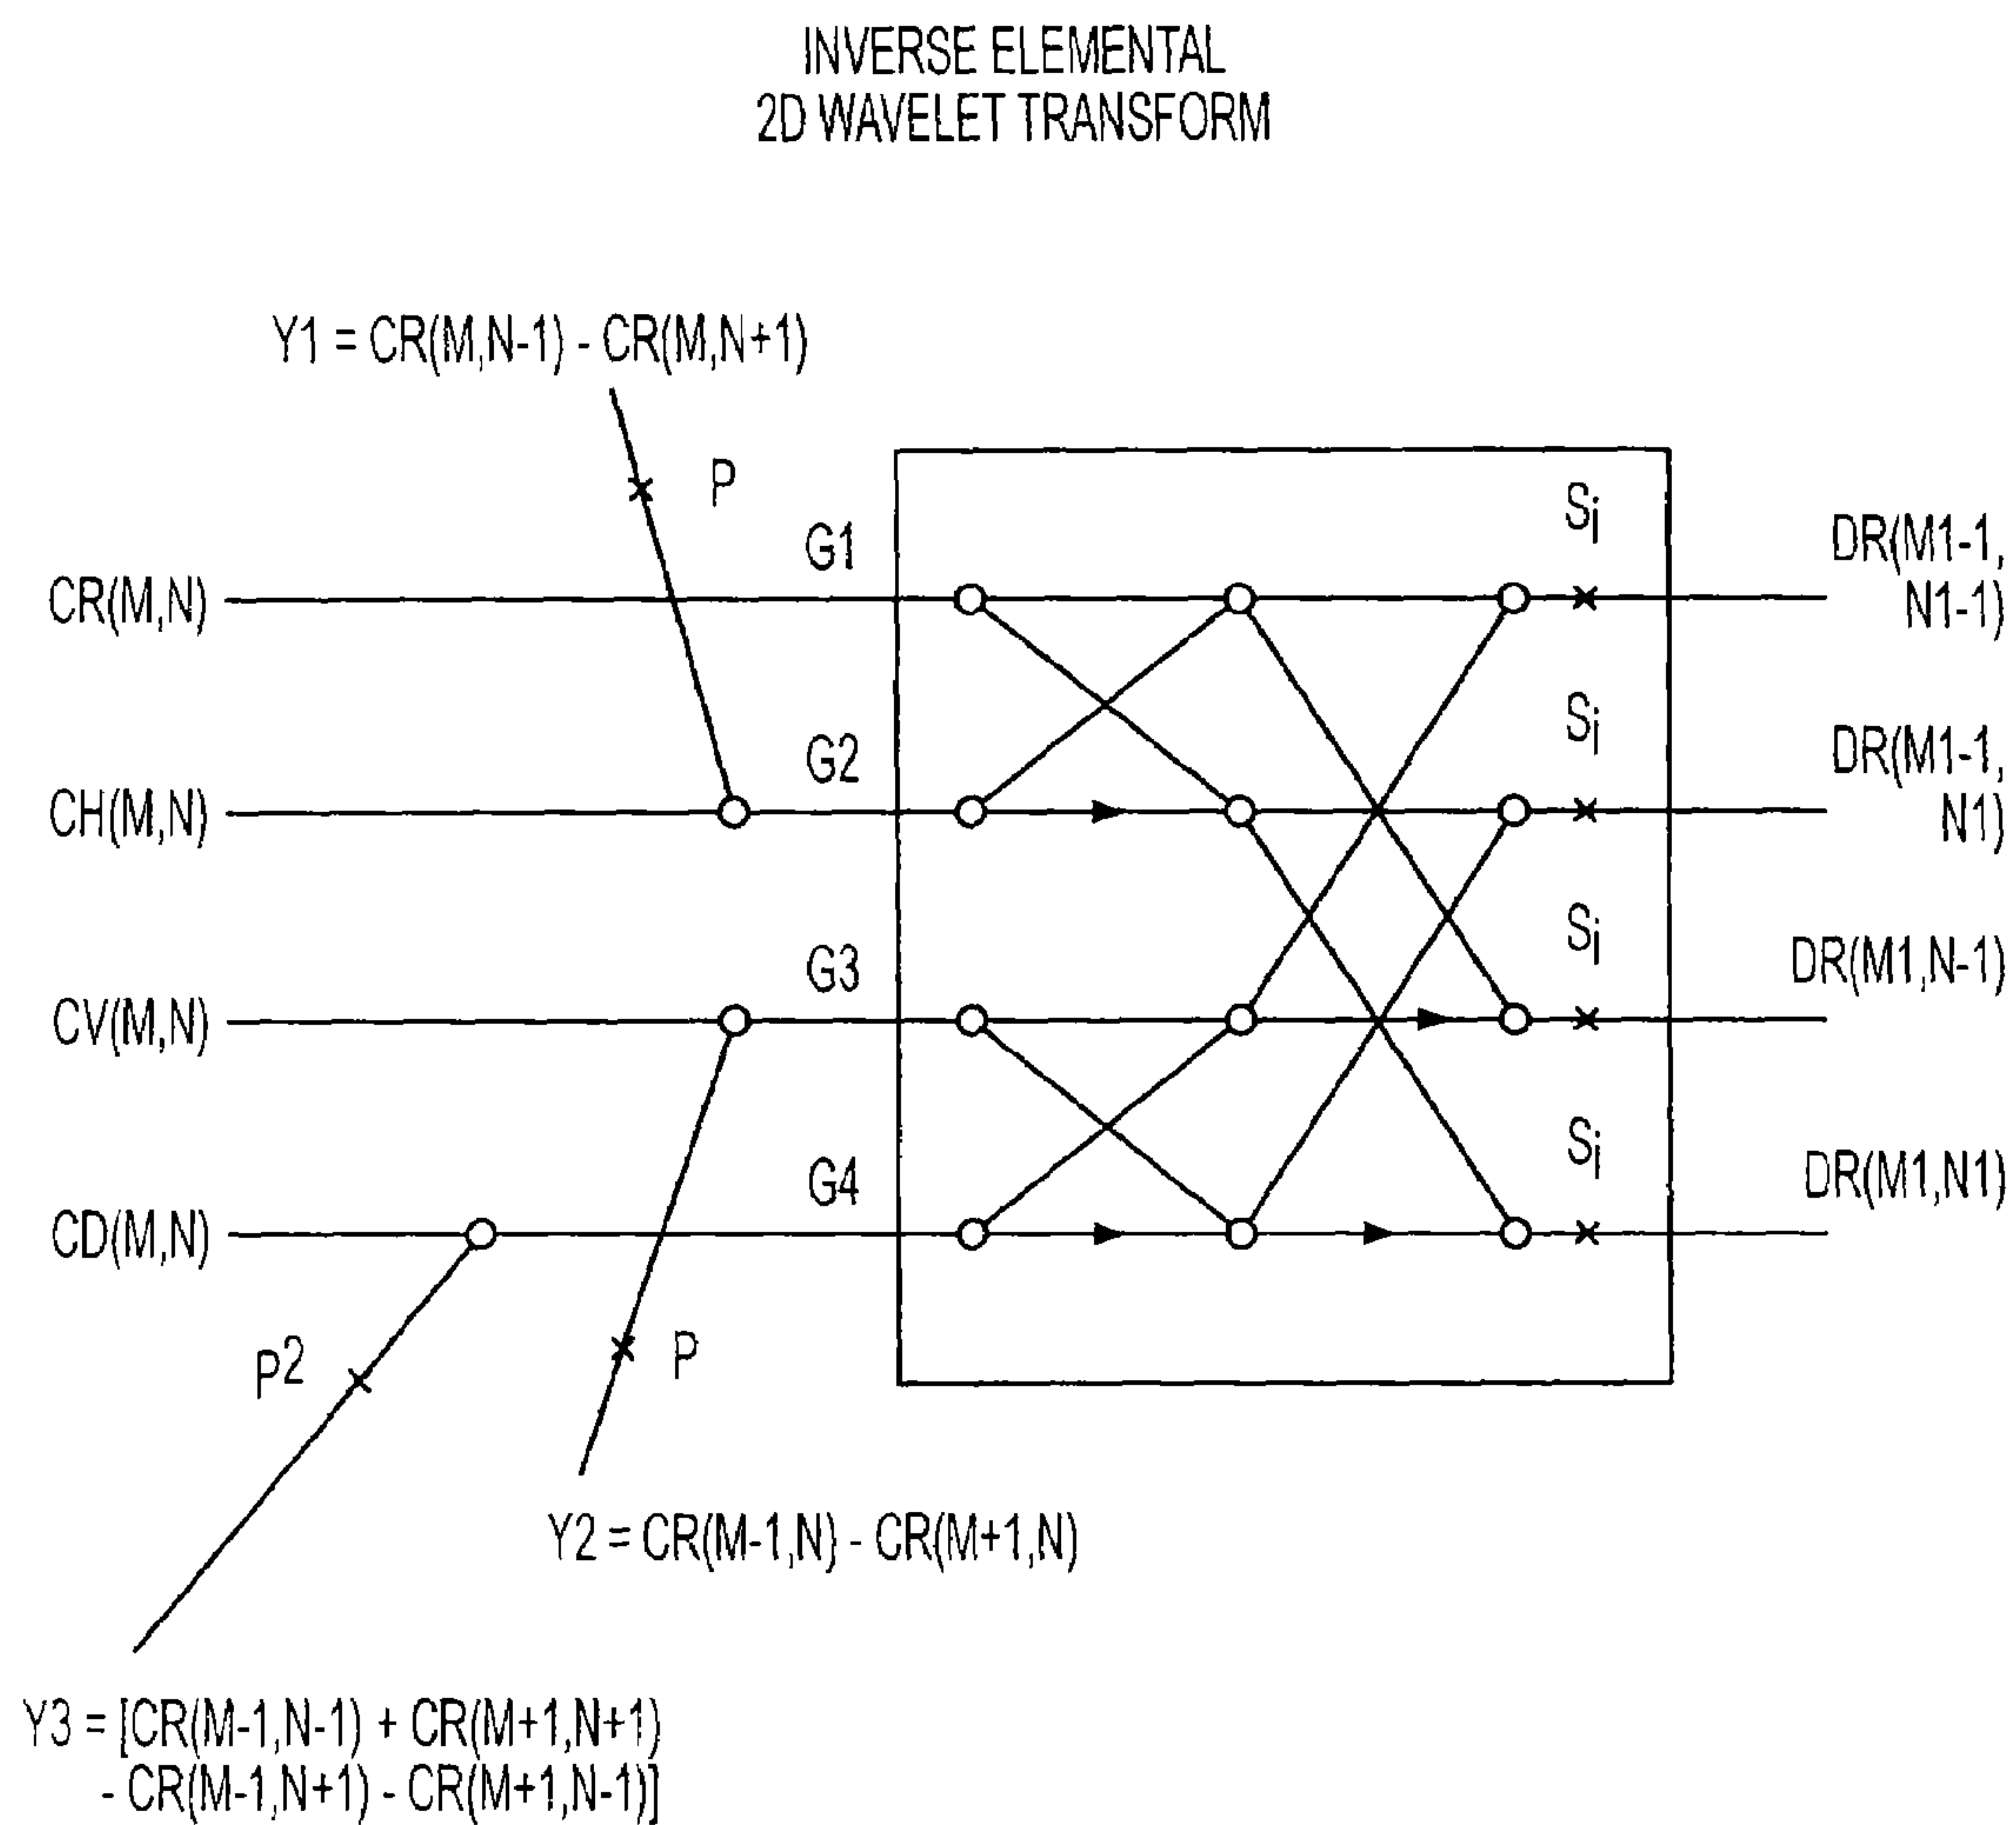 INVERSE ELEMENTAL
2D WAVELET TRANSFORM
Y1 = CR(M,N-1) - CR(M,N+1)
P
G1
Si
CR(M,N)
DR(M1-1,
N1-1)
G2
Si
CH(M,N)
DR(M1-1,
N1)
G3
Si
CV(M,N)
DR(M1,N-1)
G4
Si
CD(M,N)
DR(M1,N1)
P2
P
Y2 = CR(M-1,N) - CR(M+1,N)
Y3 = [CR(M-1,N-1) + CR(M+1,N+1)
- CR(M-1,N+1) - CR(M+1,N-1)]